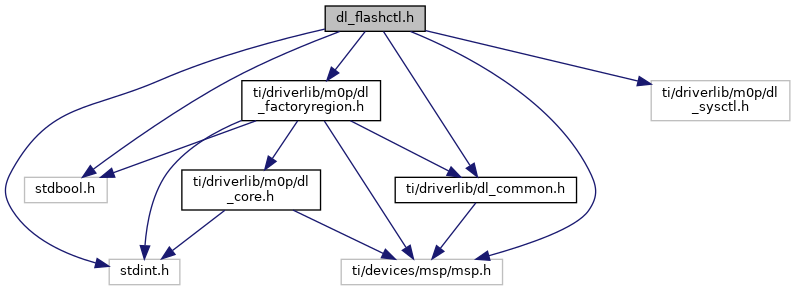 dl_flashctl.h
ti/driverlib/m0p/dl
_factoryregion.h
ti/driverlib/m0p/dl
_sysctl.h
stdbool.h
ti/driverlib/m0p/dl
_core.h
ti/driverlib/dl_common.h
stdint.h
ti/devices/msp/msp.h